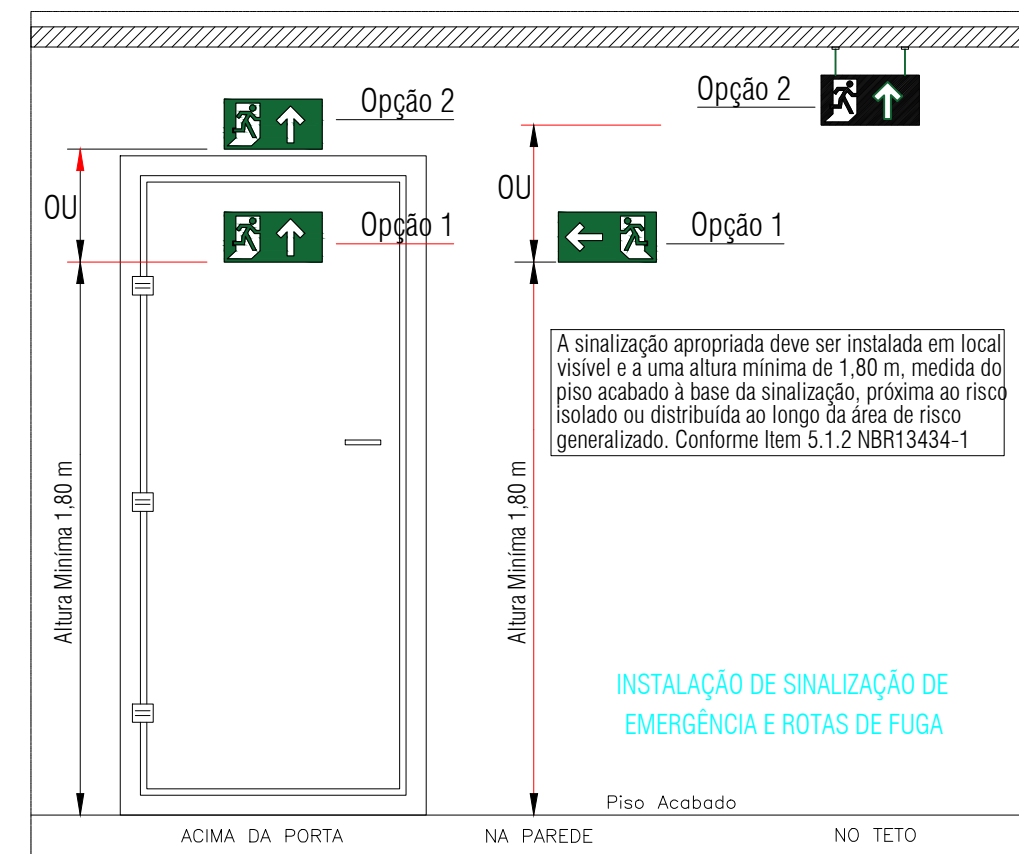 Opção 2
Opção 2
OU
OU
Opção 1
Opção 1
A sinalização apropriada deve ser instalada em local
visível e a uma altura mínima de 1,80 m, medida do
piso acabado à base da sinalização, próxima ao risco
isolado ou distribuída ao longo da área de risco
generalizado. Conforme Item 5.1.2 NBR13434-1
Altura Miníma 1,80 m
Altura Miníma 1,80 m
INSTALAÇÃO DE SINALIZAÇÃO DE
EMERGÊNCIA E ROTAS DE FUGA
Piso Acabado
ACIMA DA PORTA
NA PAREDE
NO TETO